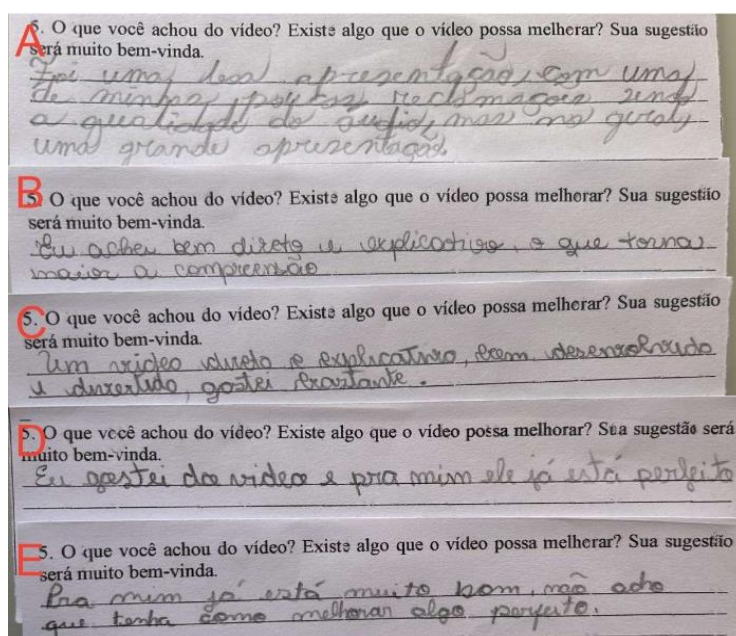 A
5. O que você achou do vídeo? Existe algo que o vídeo possa melhorar? Sua sugestão
será muito bem-vinda.
Foi uma boa apresentação, com uma
de minhas poucas reclamações sendo
a qualidade do áudio, mas no geral,
uma grande apresentação.
B
5. O que você achou do vídeo? Existe algo que o vídeo possa melhorar? Sua sugestão
será muito bem-vinda.
Eu achei bem direto e explicativo, o que torna
maior a compreensão
C
5. O que você achou do vídeo? Existe algo que o vídeo possa melhorar? Sua sugestão
será muito bem-vinda.
Um video direto e explicativo, bem desenvolvido
e divertido, gostei bastante.
D
5. O que você achou do vídeo? Existe algo que o vídeo possa melhorar? Sua sugestão será
muito bem-vinda.
Eu gostei do video e pra mim ele já está perfeito
E
5. O que você achou do vídeo? Existe algo que o vídeo possa melhorar? Sua sugestão
será muito bem-vinda.
Pra mim já está muito bom, não acho
que tenha como melhorar algo perfeito.